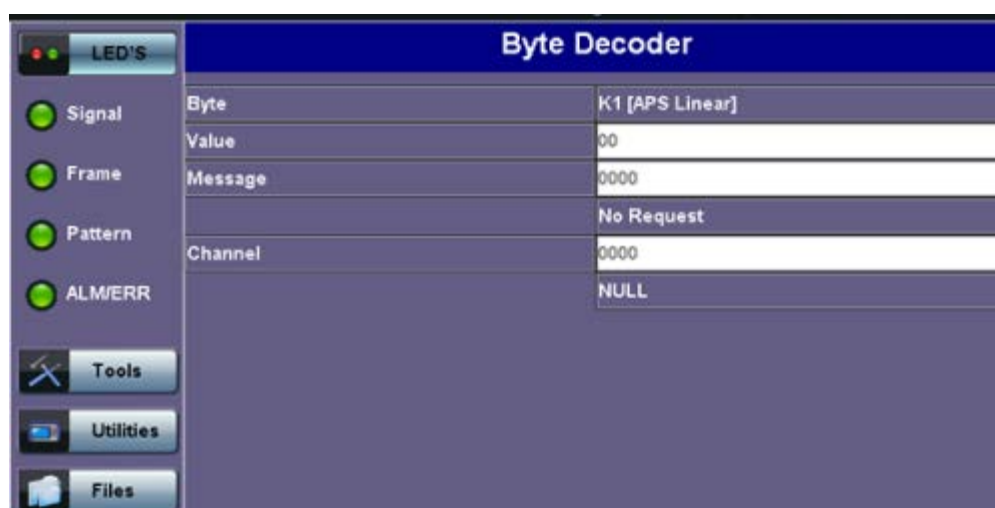 LED'S
Byte Decoder
Signal
Byte K1 [APS Linear]
Value 00
Frame
Message 0000
No Request
Pattern
Channel 0000
ALM/ERR
NULL
Tools
Utilities
Files